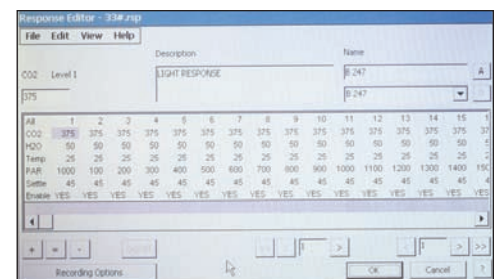 Response Editor - 33#.rsp
File Edit View Help
Description Name
CO2 Level 1 LIGHT RESPONSE B 247 A
375 B 247
All 1 2 3 4 5 6 7 8 9 10 11 12 13 14 15 1
CO2 375 375 375 375 375 375 375 375 375 375 375 375 375 375 375 37
H2O 50 50 50 50 50 50 50 50 50 50 50 50 50 50 50 5
Temp 25 25 25 25 25 25 25 25 25 25 25 25 25 25 25
PAR 1000 100 200 300 400 500 600 700 800 900 1000 1100 1200 1300 1400 150
Settle 45 45 45 45 45 45 45 45 45 45 45 45 45 45 45
Enable YES YES YES YES YES YES YES YES YES YES YES YES YES YES YES YE
+ = - 1 > 1 > >>
Recording Options OK Cancel ?